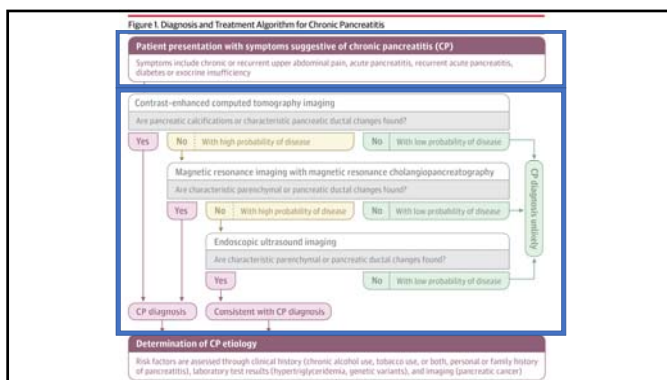 Figure 1. Diagnosis and Treatment Algorithm for Chronic Pancreatitis
Patient presentation with symptoms suggestive of chronic pancreatitis (CP)
Symptoms include chronic or recurrent upper abdominal pain, acute pancreatitis, recurrent acute pancreatitis,
diabetes or exocrine insufficiency
Contrast-enhanced computed tomography imaging
Are pancreatic calcifications or characteristic pancreatic ductal changes found?
Yes
No
With high probability of disease
No
With low probability of disease
Magnetic resonance imaging with magnetic resonance cholangiopancreatography
Are characteristic parenchymal or pancreatic ductal changes found?
Yes
No
With high probability of disease
No
With low probability of disease
CP diagnosis unlikely
Endoscopic ultrasound imaging
Are characteristic parenchymal or pancreatic ductal changes found?
Yes
No
With low probability of disease
CP diagnosis
Consistent with CP diagnosis
Determination of CP etiology
Risk factors are assessed through clinical history (chronic alcohol use, tobacco use, or both, personal or family history
of pancreatitis), laboratory test results (hypertriglyceridemia, genetic variants), and imaging (pancreatic cancer)